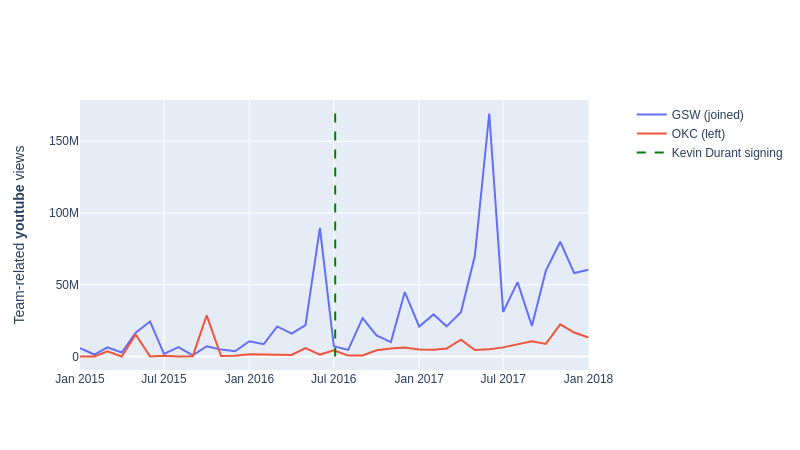 GSW (joined)
OKC (left)
Kevin Durant signing
Team-related youtube views
150M
100M
50M
0
Jan 2015 Jul 2015 Jan 2016 Jul 2016 Jan 2017 Jul 2017 Jan 2018